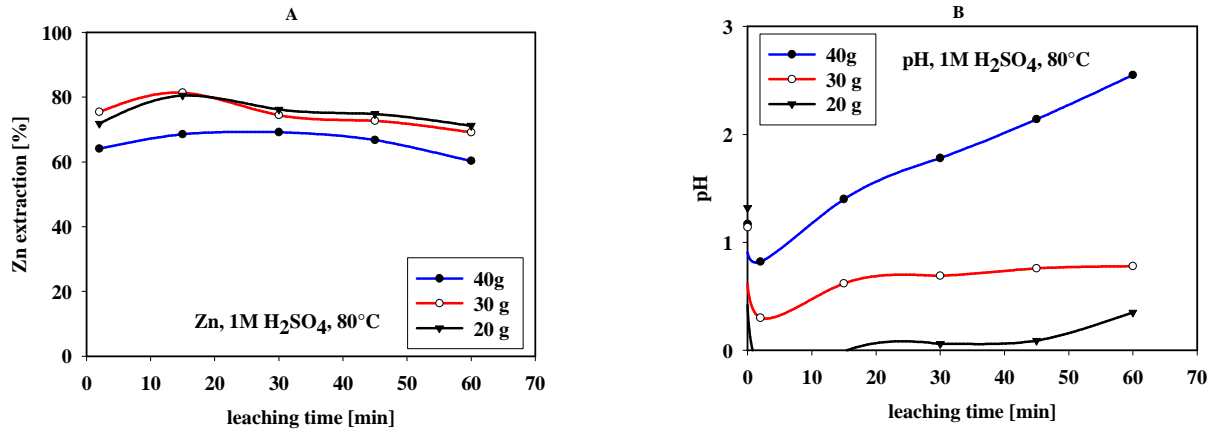 A
Zn extraction [%]
100
80
60
40
20
0
0 10 20 30 40 50 60 70
leaching time [min]
Zn, 1M H2SO4, 80°C
40g
30 g
20 g
B
pH
3
2
1
0
0 10 20 30 40 50 60 70
leaching time [min]
40g
30 g
20 g
pH, 1M H2SO4, 80°C